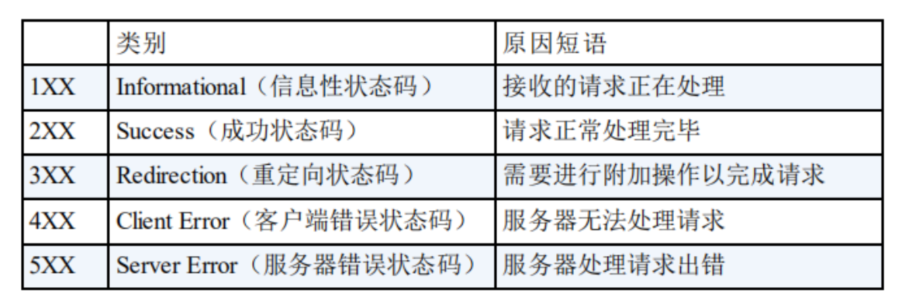 类别 原因短语
1XX Informational（信息性状态码） 接收的请求正在处理
2XX Success（成功状态码） 请求正常处理完毕
3XX Redirection（重定向状态码） 需要进行附加操作以完成请求
4XX Client Error（客户端错误状态码） 服务器无法处理请求
5XX Server Error（服务器错误状态码） 服务器处理请求出错